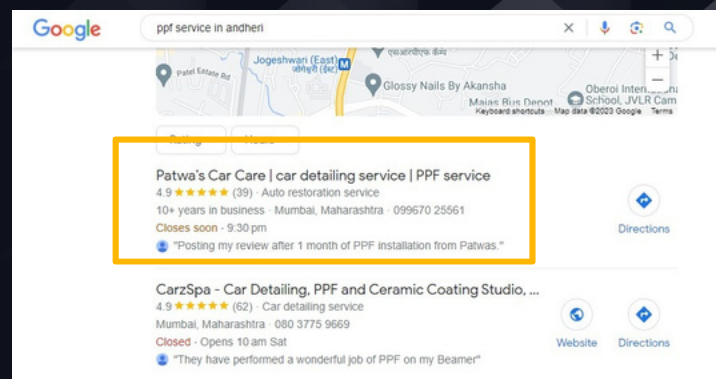 Google
ppf service in andheri
Patel Estate Rd
Jogeshwari (East)
जोगेश्वरी (ईस्ट)
Glossy Nails By Akansha
Majas Bus Depot
School, JVLR Cam
Keyboard shortcuts Map data ©2023 Google Terms
Rating
Hours
Patwa's Car Care | car detailing service | PPF service
4.9 ★★★★★ (39) · Auto restoration service
10+ years in business · Mumbai, Maharashtra · 099670 25561
Closes soon · 9:30 pm
Directions
"Posting my review after 1 month of PPF installation from Patwas."
CarzSpa - Car Detailing, PPF and Ceramic Coating Studio, ...
4.9 ★★★★★ (62) · Car detailing service
Mumbai, Maharashtra · 080 3775 9669
Closed · Opens 10 am Sat
Website
Directions
"They have performed a wonderful job of PPF on my Beamer"